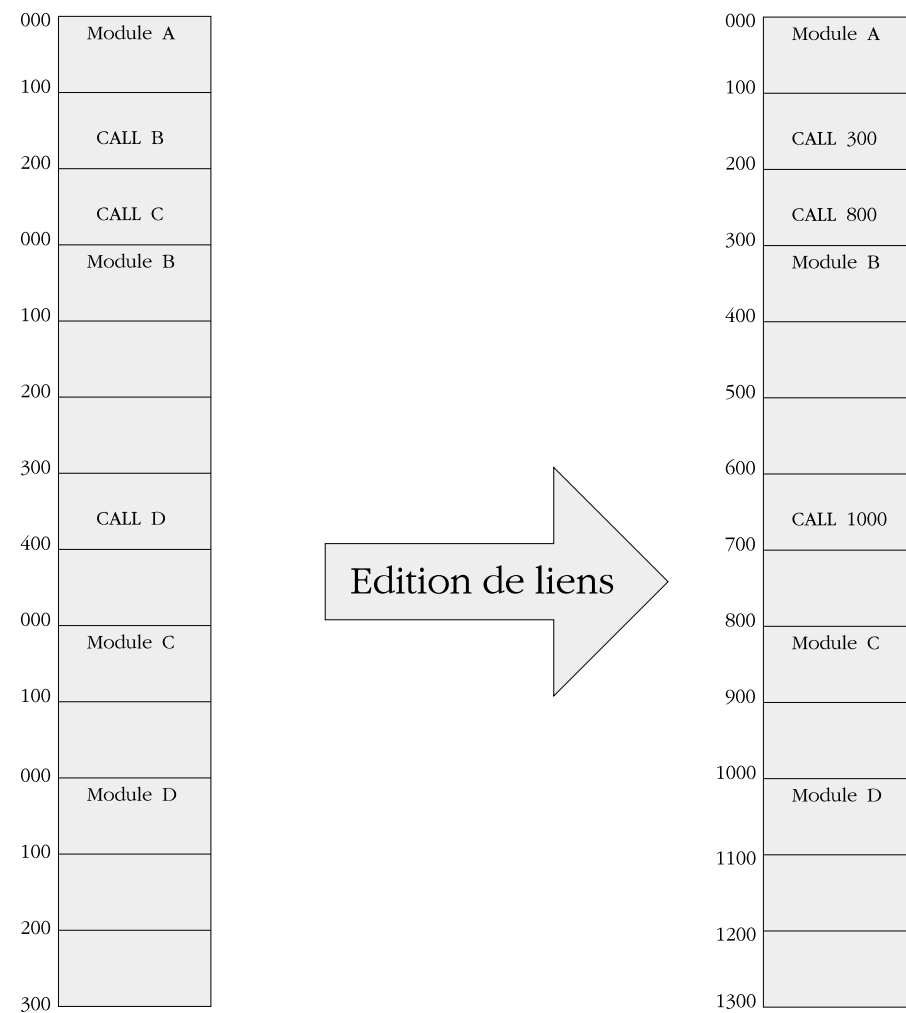 000
Module A
100
CALL B
200
CALL C
000
Module B
100
200
300
CALL D
400
000
Module C
100
000
Module D
100
200
300
Edition de liens
000
Module A
100
CALL 300
200
CALL 800
300
Module B
400
500
600
CALL 1000
700
800
Module C
900
1000
Module D
1100
1200
1300